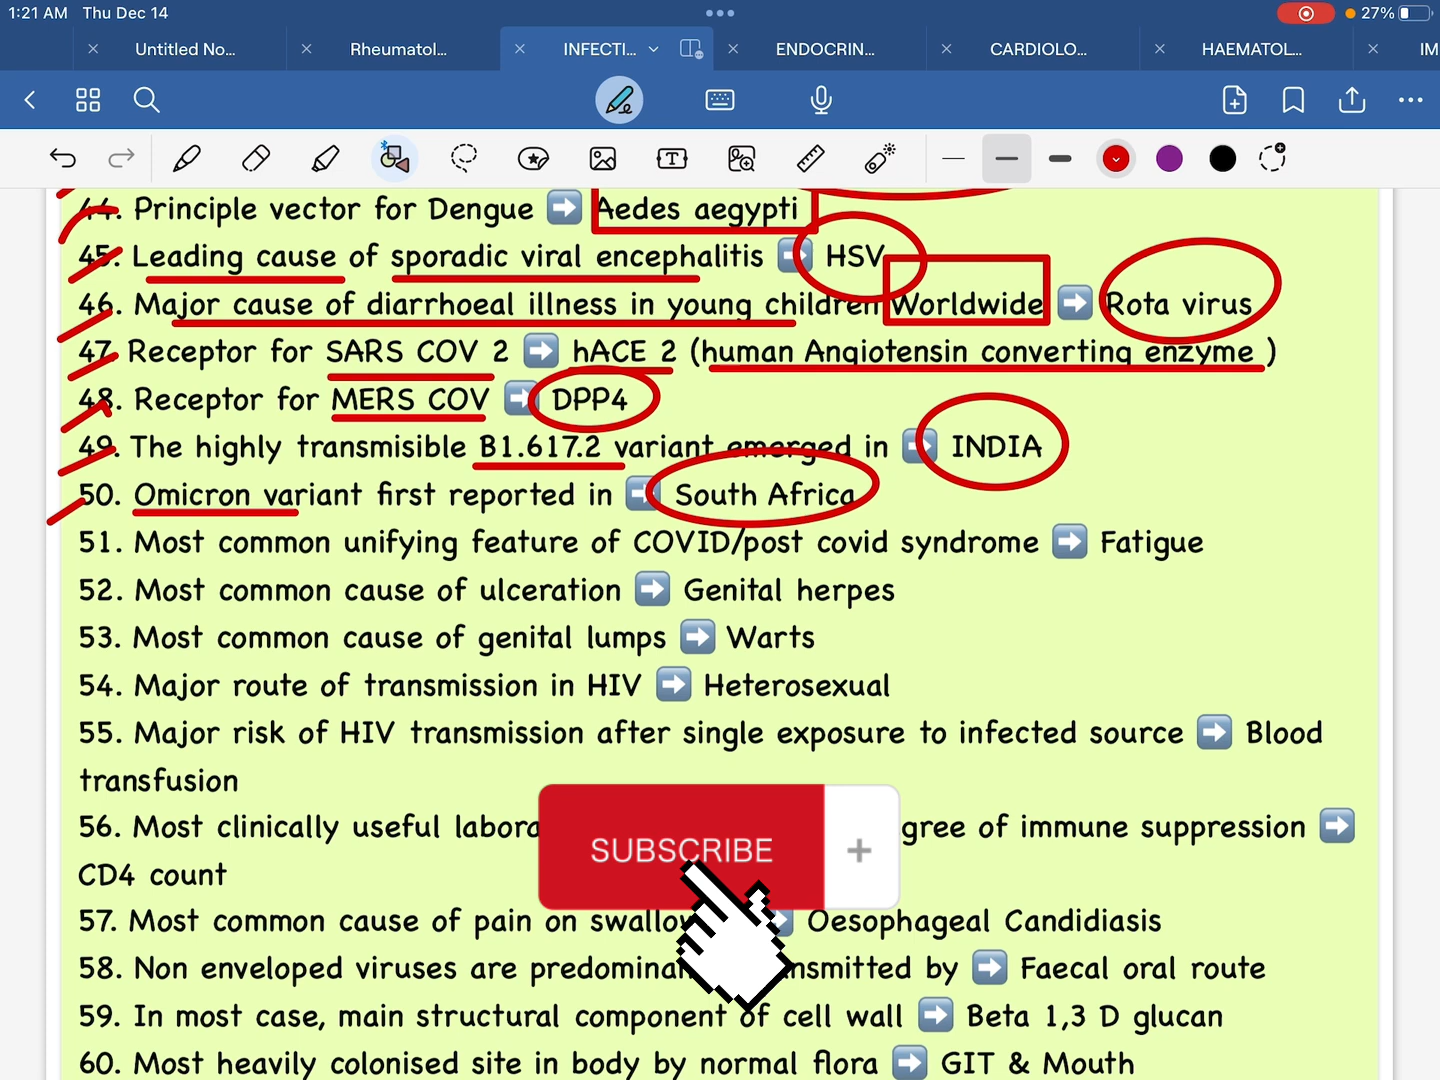 1:21 AM Thu Dec 14
27%
Untitled No... Rheumatol... INFECTI... ENDOCRIN... CARDIOLO... HAEMATOL... IM
44. Principle vector for Dengue ➡️ Aedes aegypti
45. Leading cause of sporadic viral encephalitis ➡️ HSV
46. Major cause of diarrhoeal illness in young children Worldwide ➡️ Rota virus
47. Receptor for SARS COV 2 ➡️ hACE 2 (human Angiotensin converting enzyme )
48. Receptor for MERS COV ➡️ DPP4
49. The highly transmisible B1.617.2 variant emerged in ➡️ INDIA
50. Omicron variant first reported in ➡️ South Africa
51. Most common unifying feature of COVID/post covid syndrome ➡️ Fatigue
52. Most common cause of ulceration ➡️ Genital herpes
53. Most common cause of genital lumps ➡️ Warts
54. Major route of transmission in HIV ➡️ Heterosexual
55. Major risk of HIV transmission after single exposure to infected source ➡️ Blood
transfusion
56. Most clinically useful labora gree of immune suppression ➡️
CD4 count
SUBSCRIBE +
57. Most common cause of pain on swallow ➡️ Oesophageal Candidiasis
58. Non enveloped viruses are predominan nsmitted by ➡️ Faecal oral route
59. In most case, main structural component of cell wall ➡️ Beta 1,3 D glucan
60. Most heavily colonised site in body by normal flora ➡️ GIT & Mouth